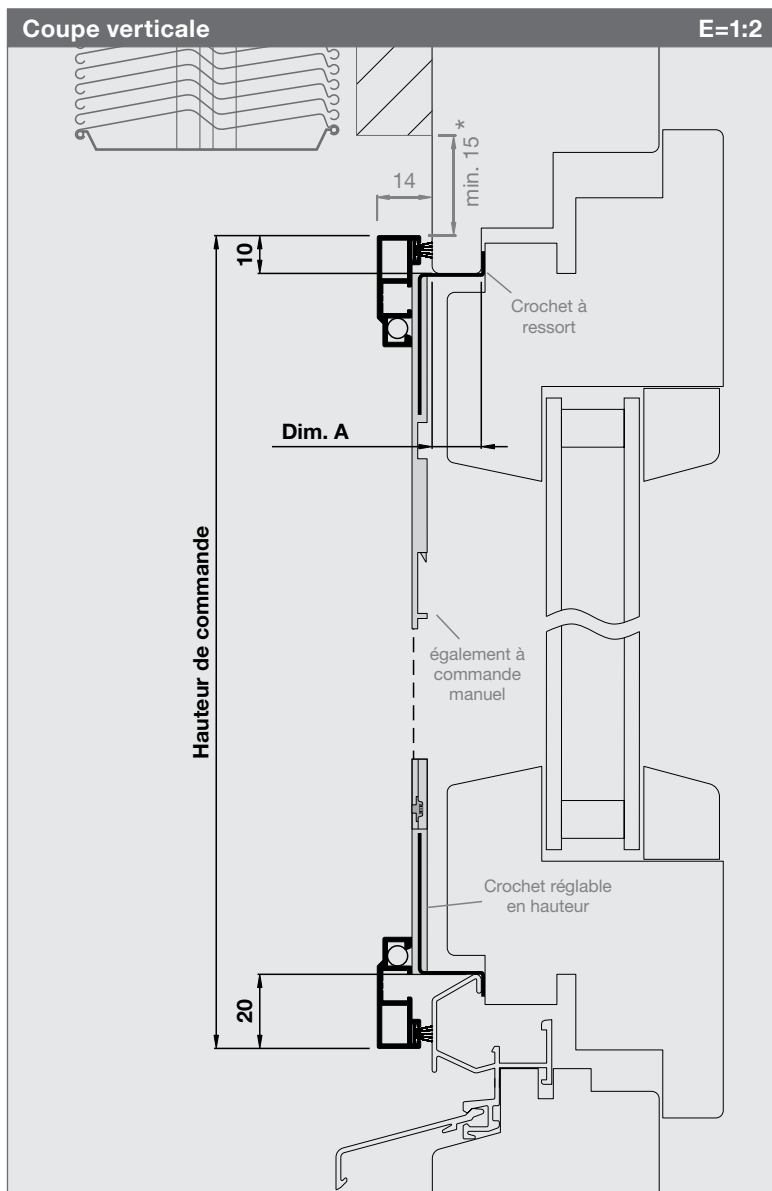 Coupe verticale
E=1:2
14
min. 15*
10
Crochet à
ressort
Dim. A
Hauteur de commande
également à
commande
manuel
Crochet réglable
en hauteur
20